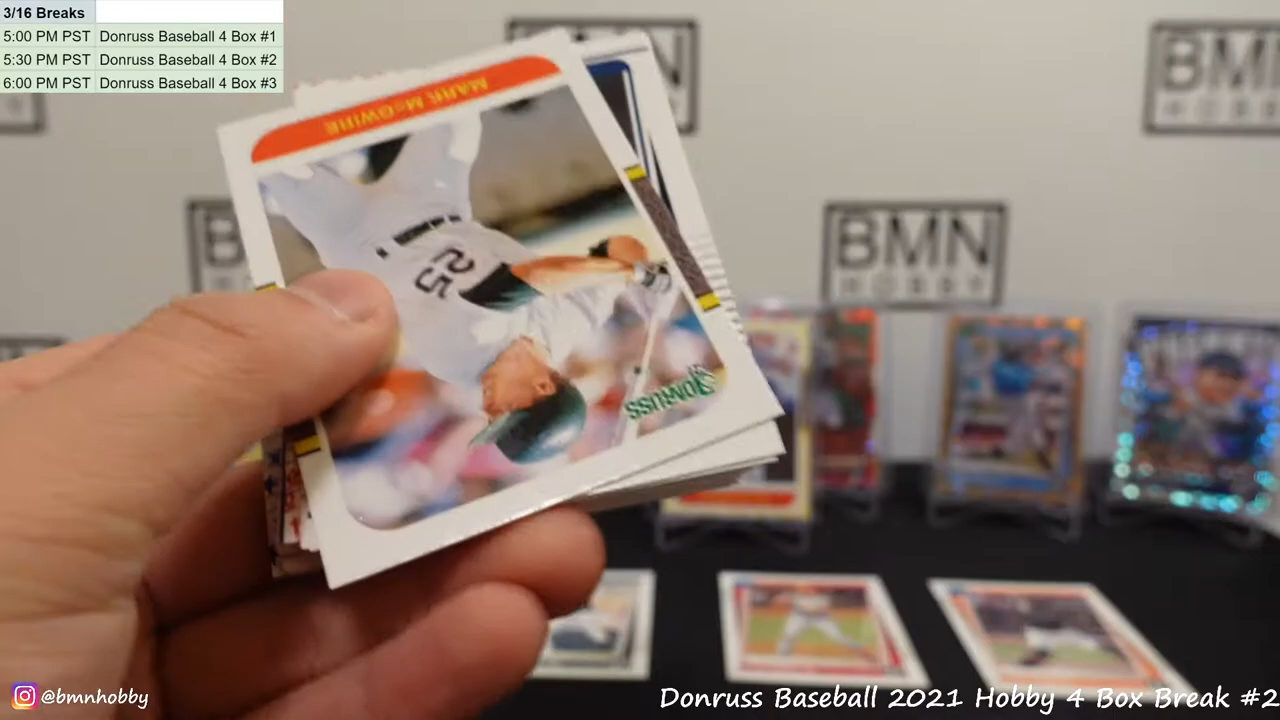 3/16 Breaks
5:00 PM PST Donruss Baseball 4 Box #1
5:30 PM PST Donruss Baseball 4 Box #2
6:00 PM PST Donruss Baseball 4 Box #3
BMN
HOBBY
MARK McGWIRE
25
DONRUSS
BMN
HOBBY
@bmnhobby
Donruss Baseball 2021 Hobby 4 Box Break #2